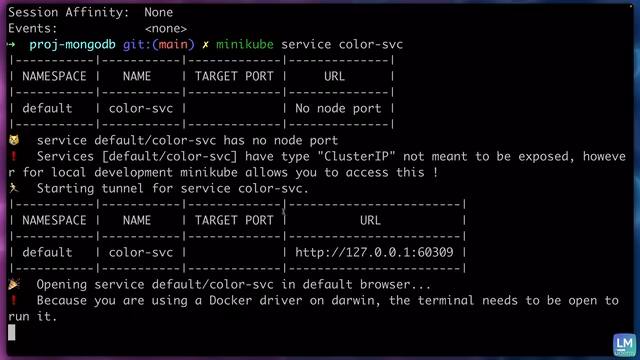 Session Affinity:  None
Events:            <none>
→  proj-mongodb git:(main) ✗ minikube service color-svc
|-----------|-----------|-------------|--------------|
| NAMESPACE |   NAME    | TARGET PORT |     URL      |
|-----------|-----------|-------------|--------------|
| default   | color-svc |             | No node port |
|-----------|-----------|-------------|--------------|
😿  service default/color-svc has no node port
❗  Services [default/color-svc] have type "ClusterIP" not meant to be exposed, howeve
r for local development minikube allows you to access this !
🏃  Starting tunnel for service color-svc.
|-----------|-----------|-------------|------------------------|
| NAMESPACE |   NAME    | TARGET PORT |          URL           |
|-----------|-----------|-------------|------------------------|
| default   | color-svc |             | http://127.0.0.1:60309 |
|-----------|-----------|-------------|------------------------|
🎉  Opening service default/color-svc in default browser...
❗  Because you are using a Docker driver on darwin, the terminal needs to be open to
run it.
LM